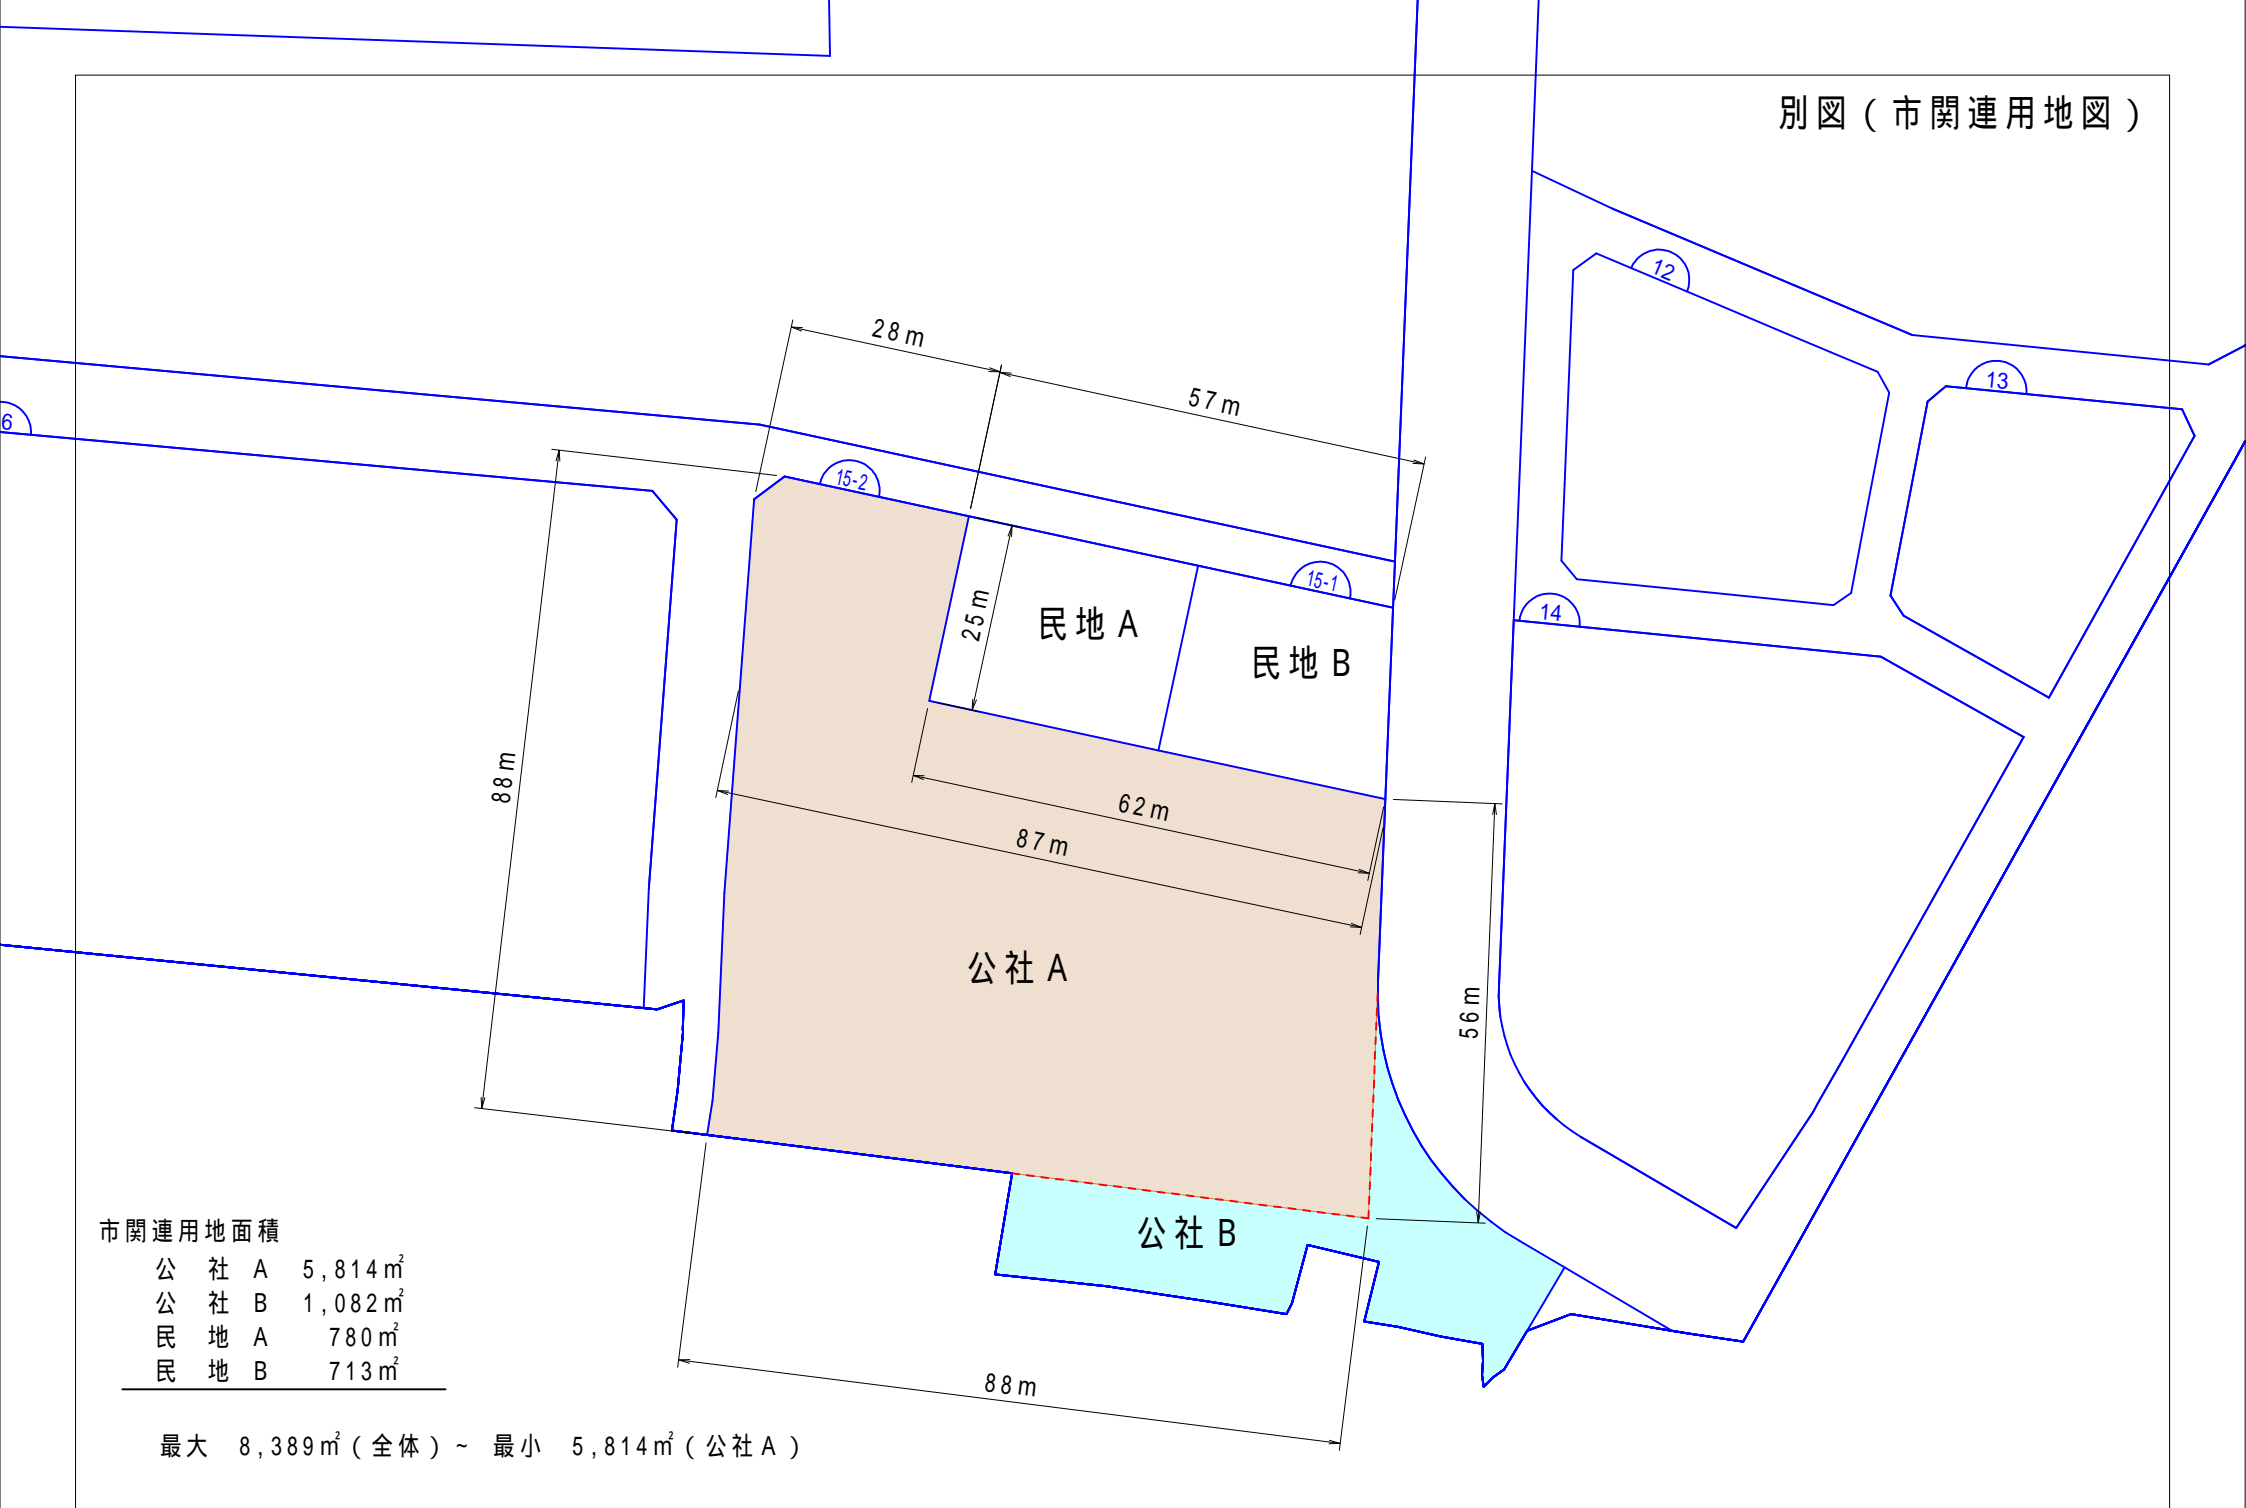 別図（市関連用地図）
12
13
28m
57m
6
15-2
15-1
14
25m
民地A
民地B
88m
62m
87m
公社A
56m
公社B
88m
市関連用地面積
公 社 A 5,814㎡
公 社 B 1,082㎡
民 地 A 780㎡
民 地 B 713㎡
最大 8,389㎡（全体）~ 最小 5,814㎡（公社A）